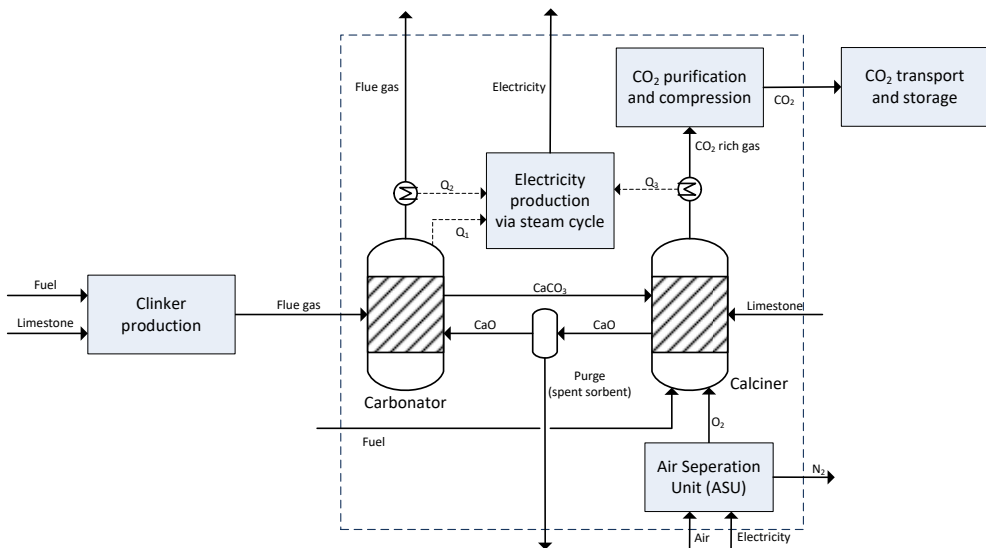 Flue gas
Electricity
CO₂ purification
and compression
CO₂
CO₂ transport
and storage
CO₂ rich gas
Q₂
Electricity
production
via steam cycle
Q₃
Q₁
Fuel
Limestone
Clinker
production
Flue gas
CaCO₃
CaO
CaO
Limestone
Carbonator
Purge
(spent sorbent)
Calciner
Fuel
O₂
Air Seperation
Unit (ASU)
N₂
Air
Electricity